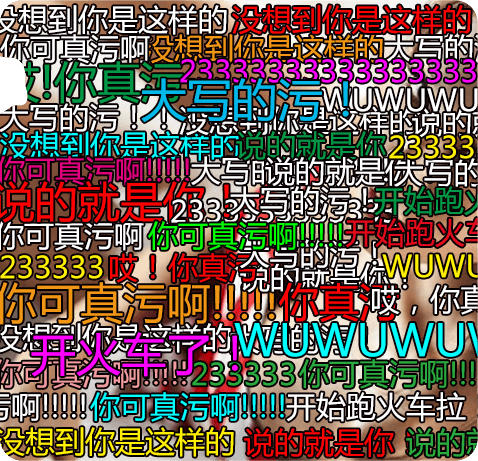 没想到你是这样的 没想到你是这样的
你可真污啊 没想到你是这样的 大写的污
哎!你真污 2333333333333333333
大写的污！ WUWUWU
大写的污！ 没想到你是这样的 说的就是你
没想到你是这样的 说的就是你 23333
你可真污啊!!!!! 大写的 说的就是你 大写的
说的就是你！ 233333 大写的污！ 33 开始跑火
你可真污啊 你可真污啊!!!!! 开始跑火车
233333 哎！你真污 大写的污！ WUWU
说的就是你！
你可真污啊!!!!! 你真污 哎，你真
没想到你是这样的 开火车了！ WUWUWUWU
你可真污啊!!!!! 233333 你可真污啊!!!!
污啊!!!!! 你可真污啊!!!!! 开始跑火车拉！
没想到你是这样的 说的就是你 说的就